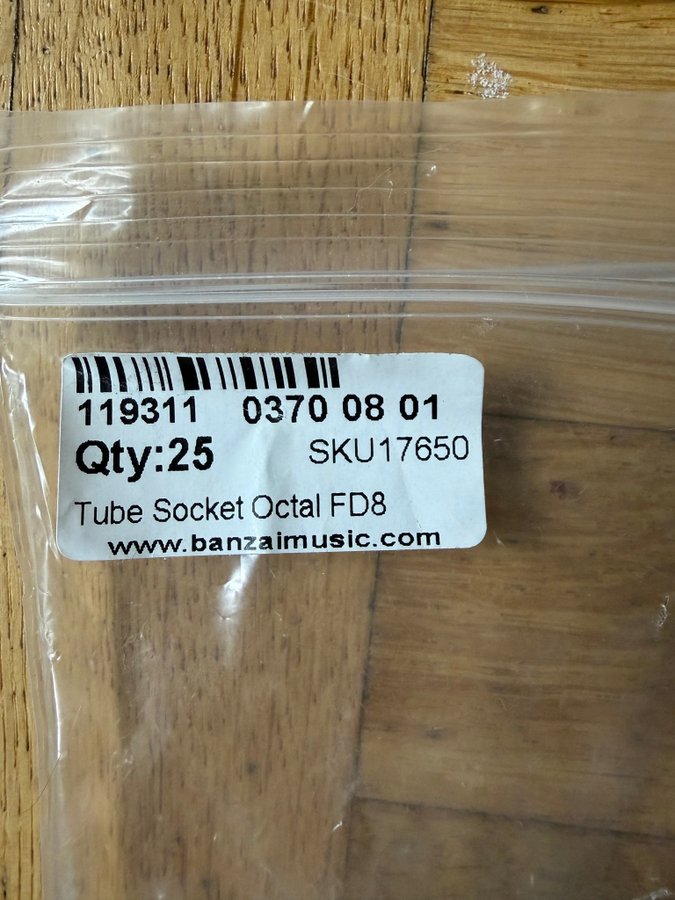 119311 0370 08 01
Qty:25 SKU17650
Tube Socket Octal FD8
www.banzaimusic.com